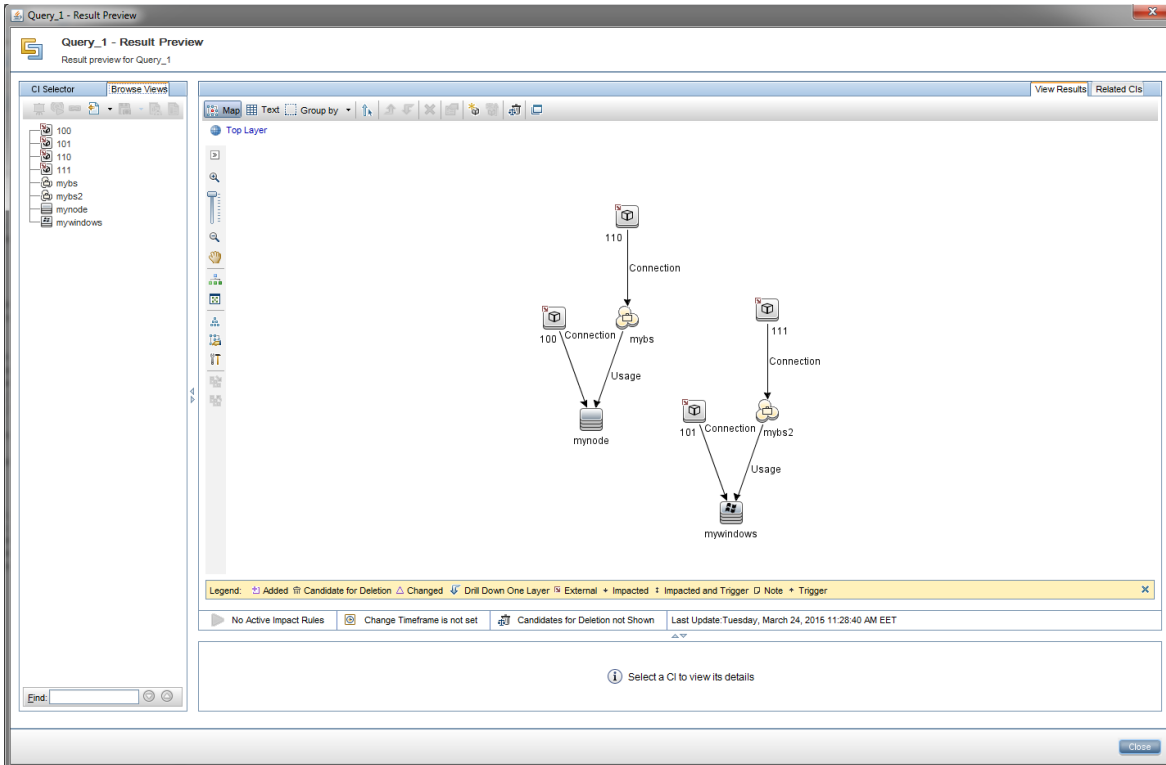 Query_1 - Result Preview
Query_1 - Result Preview
Result preview for Query_1
CI Selector
Browse Views
View Results
Related CIs
Map
Text
Group by
Top Layer
100
101
110
111
mybs
mybs2
mynode
mywindows
110
Connection
100
Connection
mybs
111
Usage
Connection
mynode
101
Connection
mybs2
Usage
mywindows
Legend: Added Candidate for Deletion Changed Drill Down One Layer External Impacted Impacted and Trigger Note Trigger
No Active Impact Rules
Change Timeframe is not set
Candidates for Deletion not Shown
Last Update:Tuesday, March 24, 2015 11:28:40 AM EET
Select a CI to view its details
Find:
Close